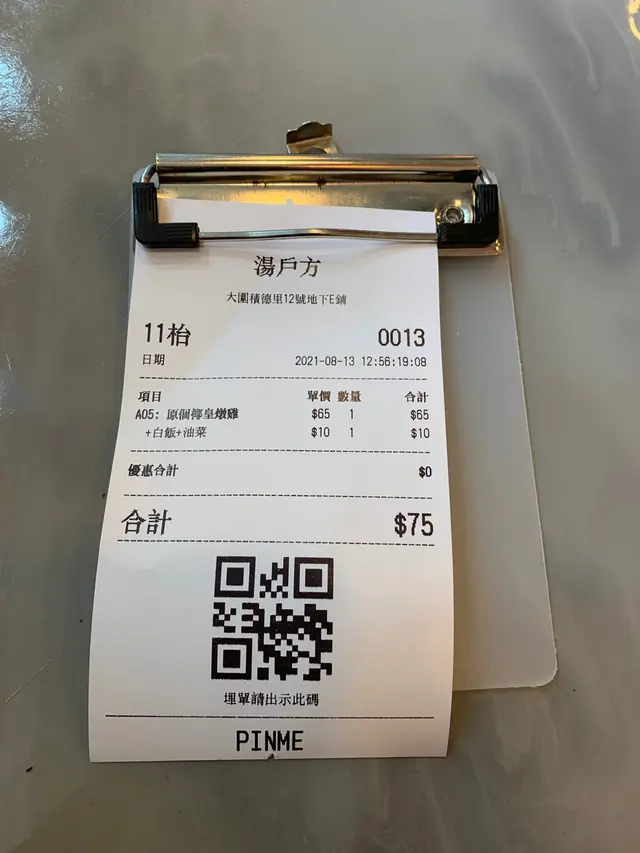 湯戶方
大圍積德里12號地下E鋪
11枱 0013
日期 2021-08-13 12:56:19:08
項目 單價 數量 合計
A05: 原個椰皇燉雞 $65 1 $65
+白飯+油菜 $10 1 $10
優惠合計 $0
合計 $75
埋單請出示此碼
PINME